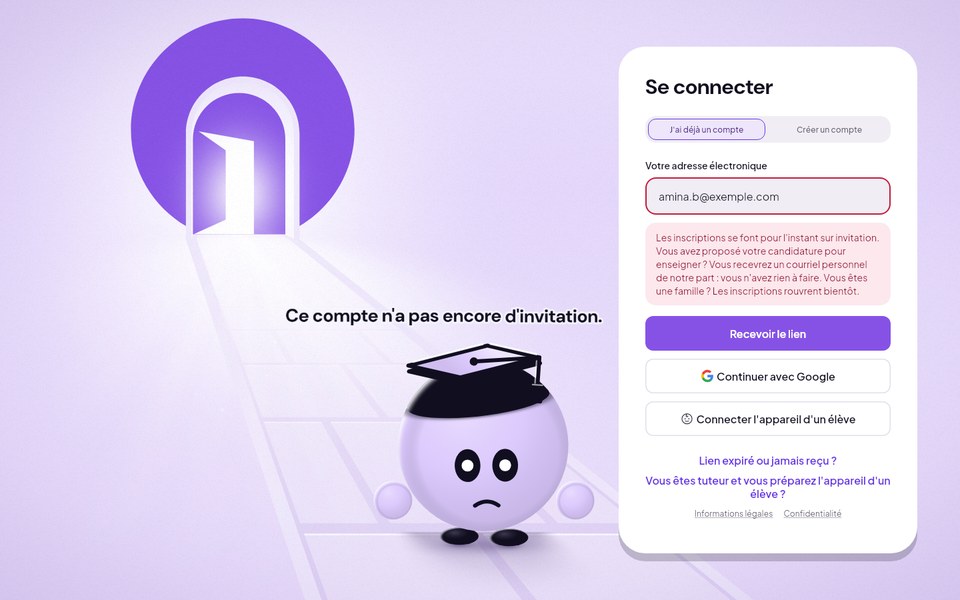 Ce compte n'a pas encore d'invitation.
Se connecter
J'ai déjà un compte
Créer un compte
Votre adresse électronique
amina.b@exemple.com
Les inscriptions se font pour l'instant sur invitation.
Vous avez proposé votre candidature pour
enseigner ? Vous recevrez un courriel personnel
de notre part : vous n'avez rien à faire. Vous êtes
une famille ? Les inscriptions rouvrent bientôt.
Recevoir le lien
Continuer avec Google
Connecter l'appareil d'un élève
Lien expiré ou jamais reçu ?
Vous êtes tuteur et vous préparez l'appareil d'un
élève ?
Informations légales
Confidentialité